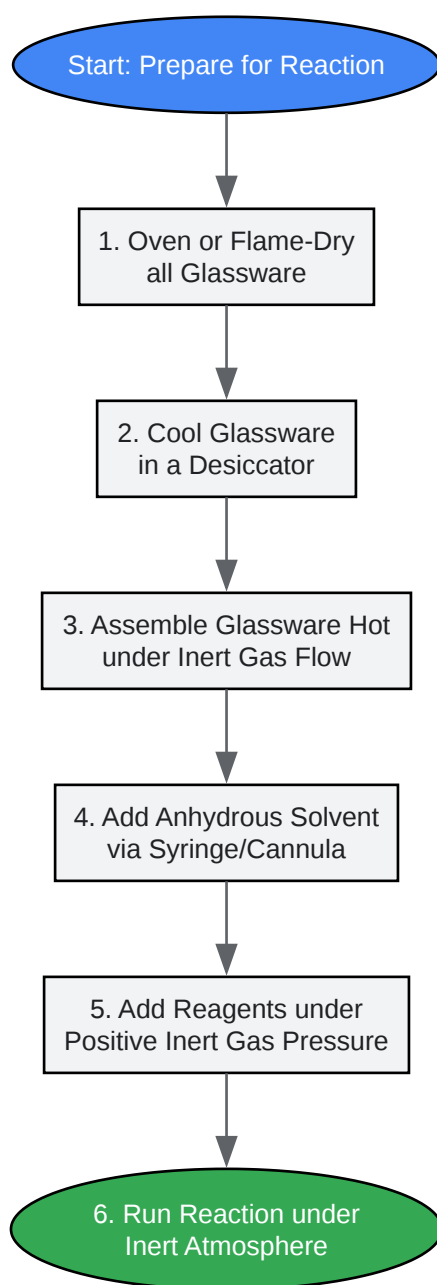 Start: Prepare for Reaction
1. Oven or Flame-Dry
all Glassware
2. Cool Glassware
in a Desiccator
3. Assemble Glassware Hot
under Inert Gas Flow
4. Add Anhydrous Solvent
via Syringe/Cannula
5. Add Reagents under
Positive Inert Gas Pressure
6. Run Reaction under
Inert Atmosphere